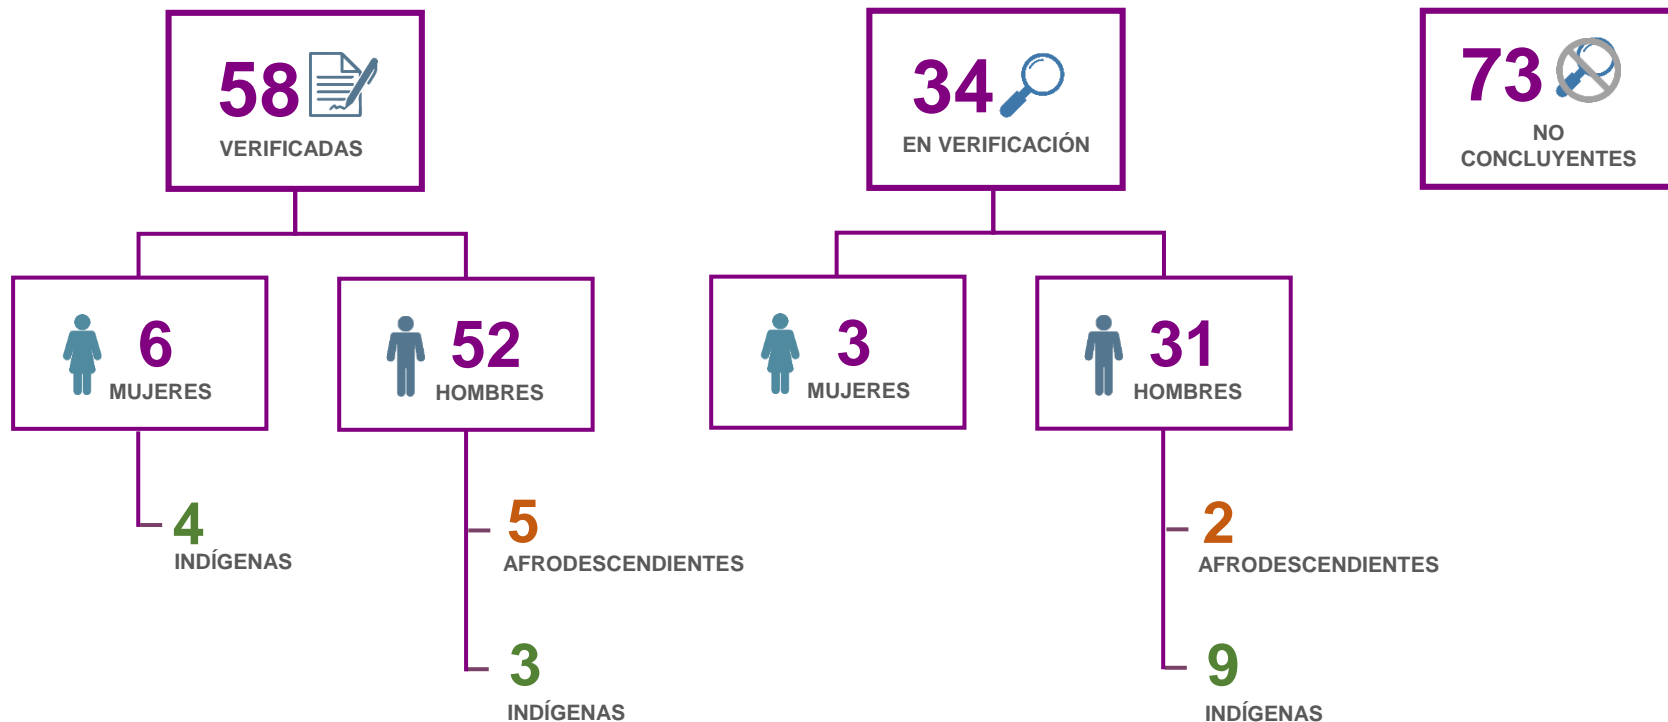 58
VERIFICADAS
34
EN VERIFICACIÓN
73
NO
CONCLUYENTES
6
MUJERES
52
HOMBRES
3
MUJERES
31
HOMBRES
4
INDÍGENAS
5
AFRODESCENDIENTES
2
AFRODESCENDIENTES
3
INDÍGENAS
9
INDÍGENAS